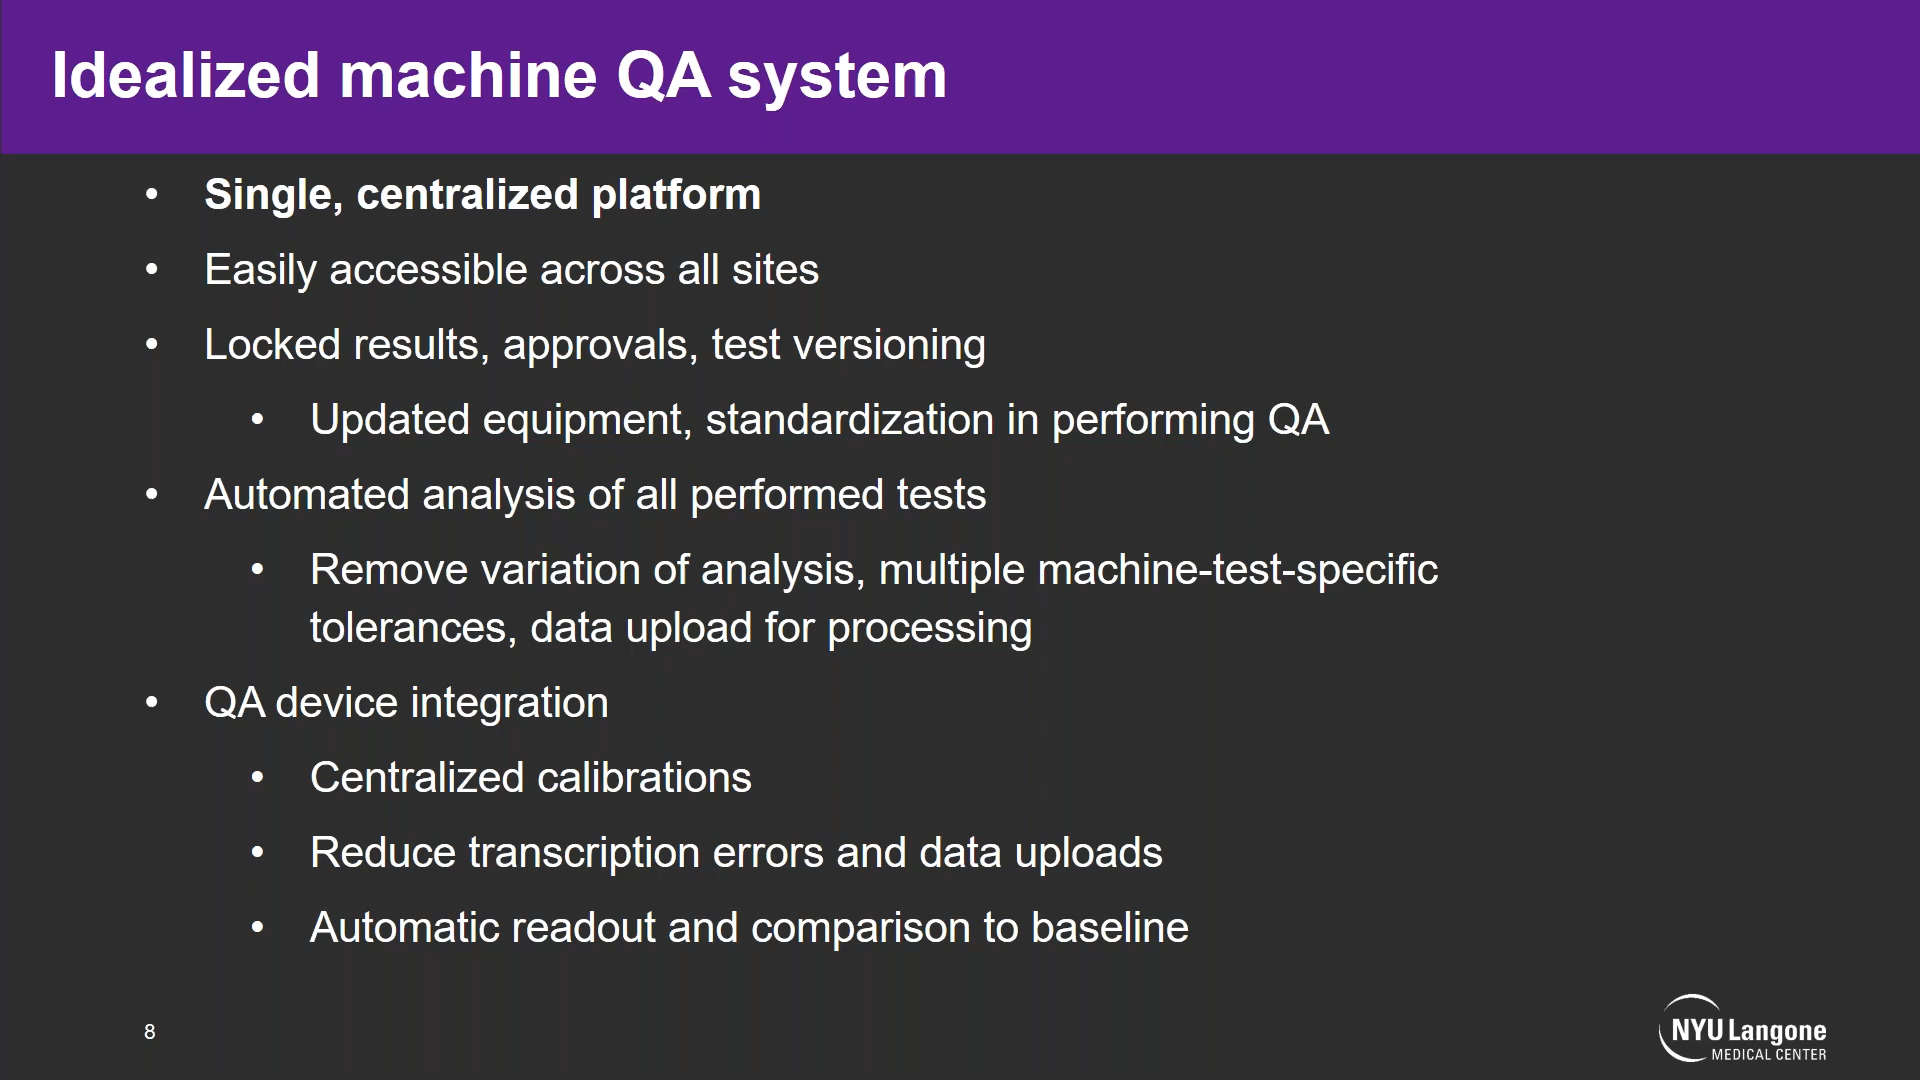 Idealized machine QA system
• Single, centralized platform
• Easily accessible across all sites
• Locked results, approvals, test versioning
• Updated equipment, standardization in performing QA
• Automated analysis of all performed tests
• Remove variation of analysis, multiple machine-test-specific
tolerances, data upload for processing
• QA device integration
• Centralized calibrations
• Reduce transcription errors and data uploads
• Automatic readout and comparison to baseline
8
NYU Langone
MEDICAL CENTER